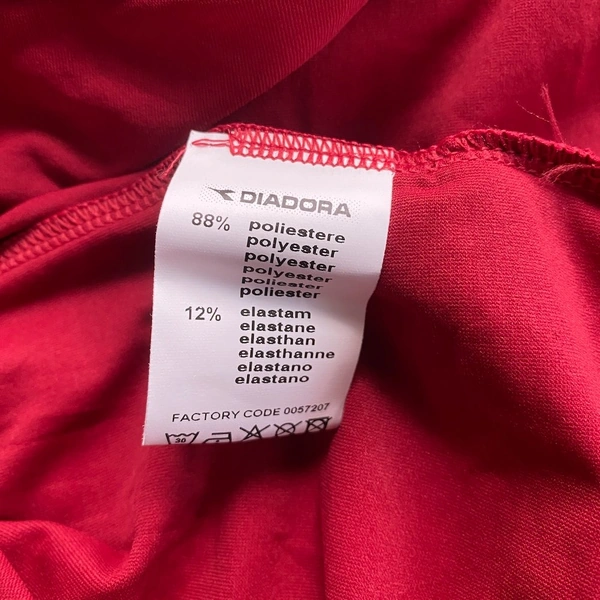 DIADORA
88% poliestere
polyester
polyester
polyester
poliester
poliester
12% elastam
elastane
elasthan
elasthanne
elastano
elastano
FACTORY CODE 0057207
30